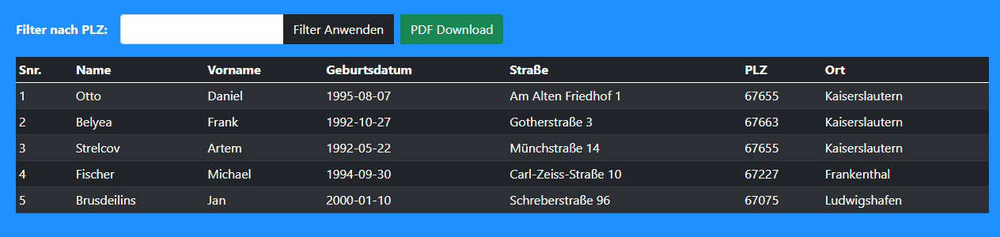 Filter nach PLZ: Filter Anwenden PDF Download
Snr. Name Vorname Geburtsdatum Straße PLZ Ort
1 Otto Daniel 1995-08-07 Am Alten Friedhof 1 67655 Kaiserslautern
2 Belyea Frank 1992-10-27 Gotherstraße 3 67663 Kaiserslautern
3 Strelcov Artem 1992-05-22 Münchstraße 14 67655 Kaiserslautern
4 Fischer Michael 1994-09-30 Carl-Zeiss-Straße 10 67227 Frankenthal
5 Brusdeilins Jan 2000-01-10 Schreberstraße 96 67075 Ludwigshafen